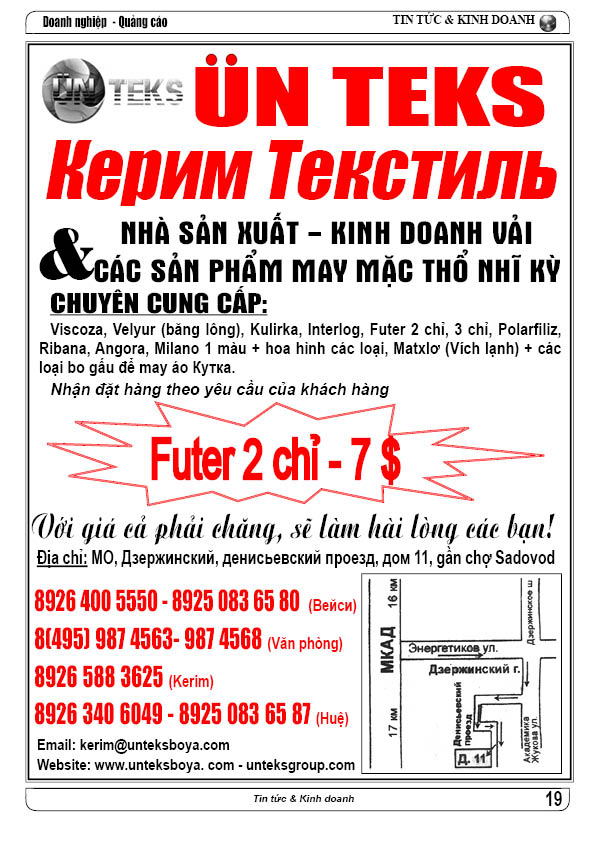 Doanh nghiệp - Quảng cáo
TIN TỨC & KINH DOANH
ÜN TEKS
ÜN TEKS
Керим Текстиль
& NHÀ SẢN XUẤT – KINH DOANH VẢI
CÁC SẢN PHẨM MAY MẶC THỔ NHĨ KỲ
CHUYÊN CUNG CẤP:
Viscoza, Velyur (băng lông), Kulirka, Interlog, Futer 2 chỉ, 3 chỉ, Polarfiliz,
Ribana, Angora, Milano 1 màu + hoa hình các loại, Matxlơ (Vích lạnh) + các
loại bo gấu để may áo Кутка.
Nhận đặt hàng theo yêu cầu của khách hàng
Futer 2 chỉ - 7 $
Với giá cả phải chăng, sẽ làm hài lòng các bạn!
Địa chỉ: МО, Дзержинский, денисьевский проезд, дом 11, gần chợ Sadovod
8926 400 5550 - 8925 083 65 80 (Вейси)
8(495) 987 4563- 987 4568 (Văn phòng)
8926 588 3625 (Kerim)
8926 340 6049 - 8925 083 65 87 (Huệ)
Email: kerim@unteksboya.com
Website: www.unteksboya. com - unteksgroup.com
МКАД
16 км
17 км
Дзержинское ш
Энергетиков ул.
Дзержинский г.
Денисьевский
проезд
Академика
Жукова ул.
Д. 11
Tin tức & Kinh doanh
19